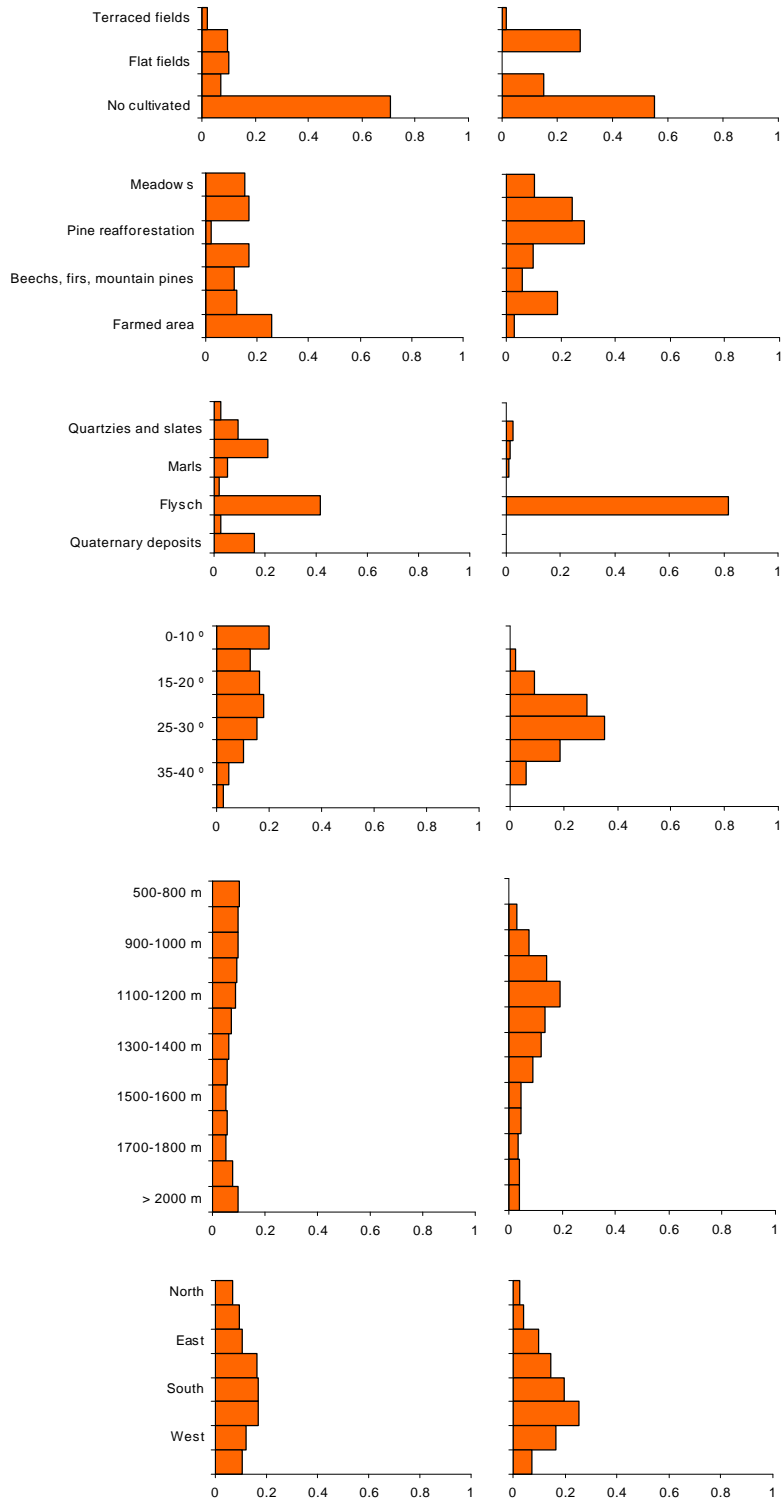 Terraced fields
Flat fields
No cultivated
0 0.2 0.4 0.6 0.8 1
0 0.2 0.4 0.6 0.8 1
Meadows
Pine reafforestation
Beechs, firs, mountain pines
Farmed area
0 0.2 0.4 0.6 0.8 1
0 0.2 0.4 0.6 0.8 1
Quartzies and slates
Marls
Flysch
Quaternary deposits
0 0.2 0.4 0.6 0.8 1
0 0.2 0.4 0.6 0.8 1
0-10 º
15-20 º
25-30 º
35-40 º
0 0.2 0.4 0.6 0.8 1
0 0.2 0.4 0.6 0.8 1
500-800 m
900-1000 m
1100-1200 m
1300-1400 m
1500-1600 m
1700-1800 m
> 2000 m
0 0.2 0.4 0.6 0.8 1
0 0.2 0.4 0.6 0.8 1
North
East
South
West
0 0.2 0.4 0.6 0.8 1
0 0.2 0.4 0.6 0.8 1